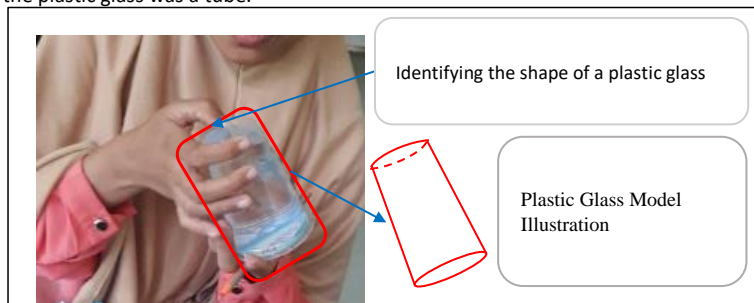 the plastic glass was a tube.
Identifying the shape of a plastic glass
Plastic Glass Model
Illustration